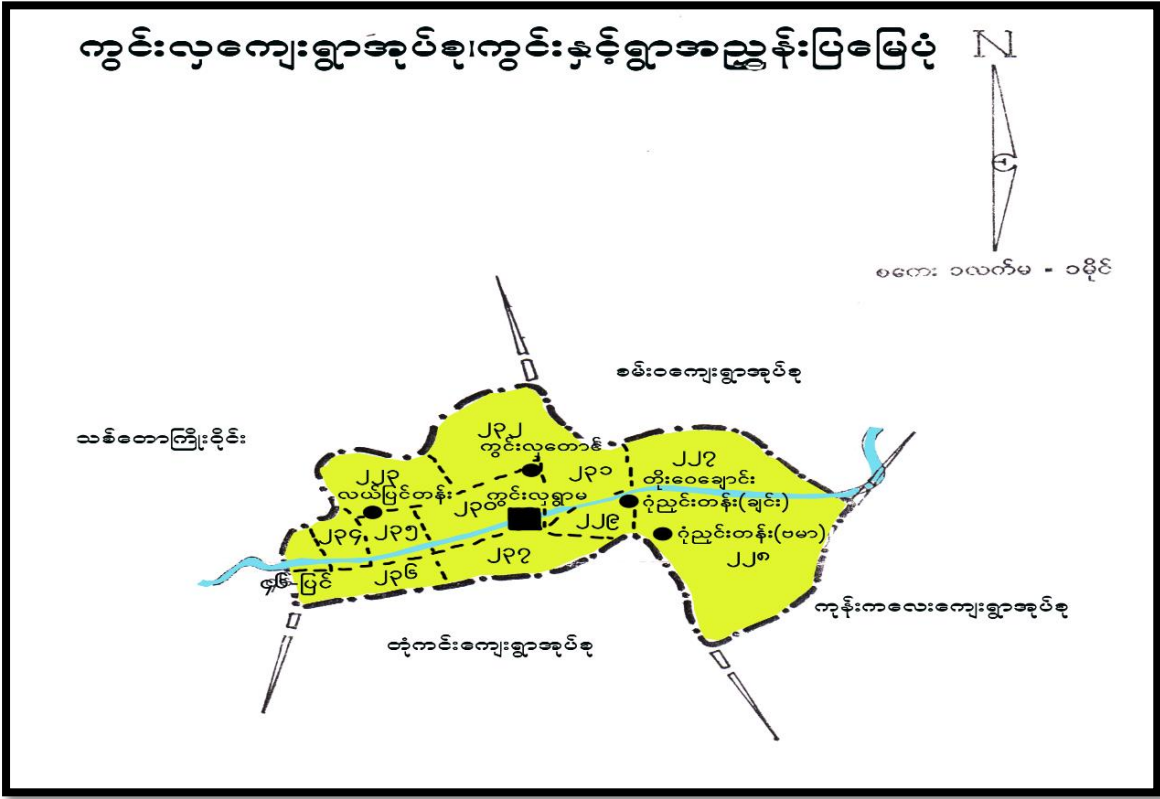 ကွင်းလှကျေးရွာအုပ်စု၊ကွင်းနှင့်ရွာအညွှန်းပြမြေပုံ
N
စကေး ၁လက်မ - ၁မိုင်
စမ်းဝကျေးရွာအုပ်စု
သစ်တောကြိုးဝိုင်း
၂၃၂
ကွင်းလှတောင်
၂၃၁
၂၂၇
၂၂၃
တိုးဝေချောင်း
လယ်ပြင်တန်း
ကွင်းလှရွာမ
၂၃၀
ဂုံညှင်းတန်း(ချင်း)
၂၂၉
၂၃၄
၂၃၅
ဂုံညှင်းတန်း(ဗမာ)
၂၃၇
၂၂၈
၂၃၆
၄၆-ပြင်
ကုန်းကလေးကျေးရွာအုပ်စု
တုံကင်းကျေးရွာအုပ်စု